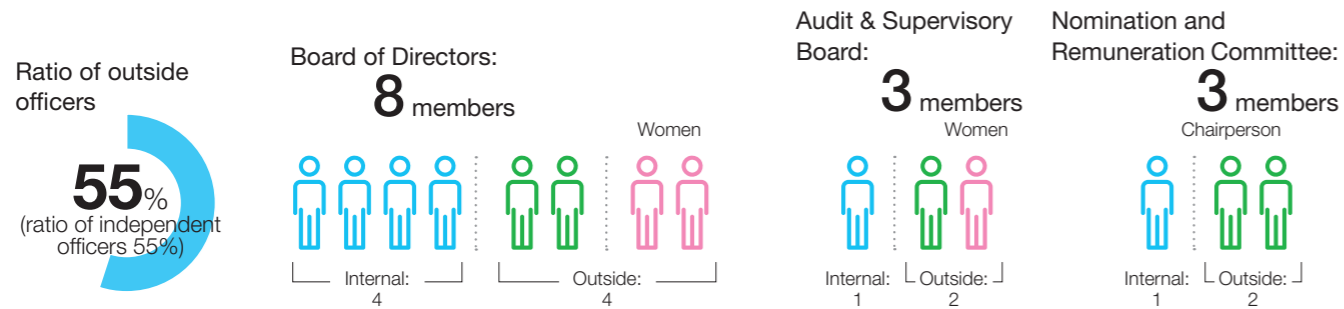 Ratio of outside
officers
55%
(ratio of independent
officers 55%)
Board of Directors:
8 members
Women
Internal:
4
Outside:
4
Audit & Supervisory
Board:
3 members
Women
Internal:
1
Outside:
2
Nomination and
Remuneration Committee:
3 members
Chairperson
Internal:
1
Outside:
2